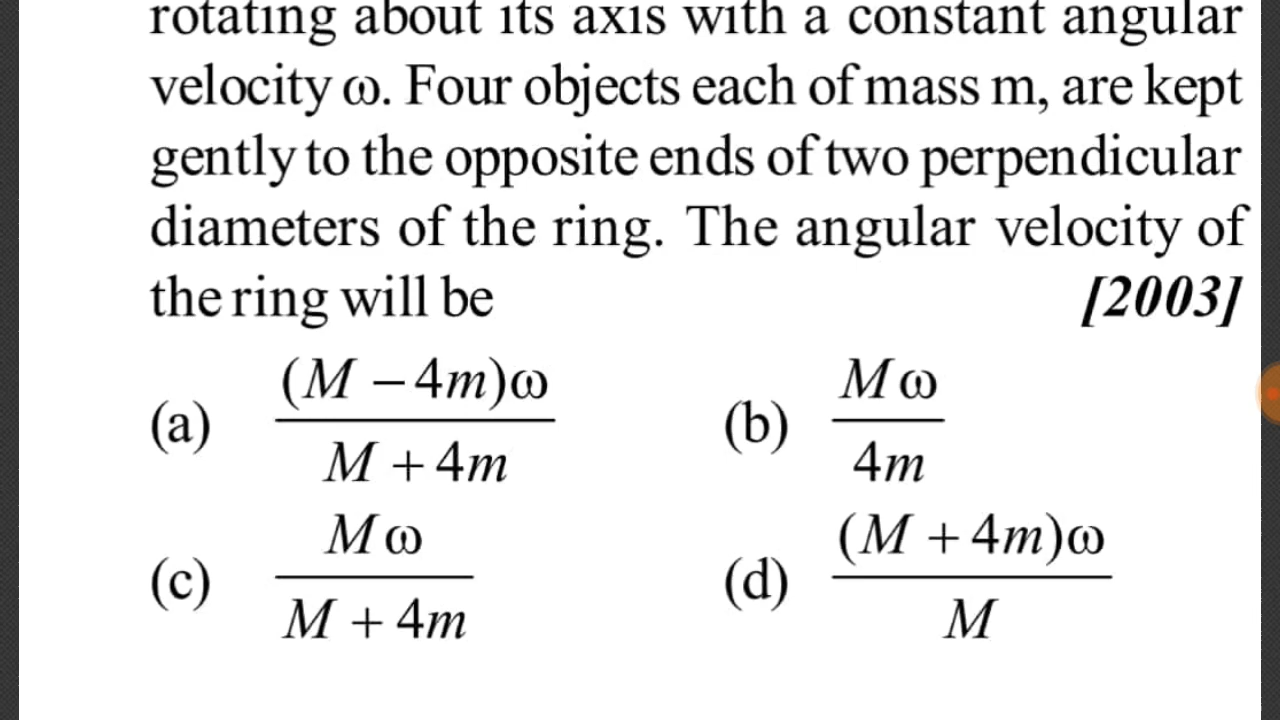 rotating about its axis with a constant angular
velocity ω. Four objects each of mass m, are kept
gently to the opposite ends of two perpendicular
diameters of the ring. The angular velocity of
the ring will be [2003]
(a) (M – 4m)ω / M + 4m (b) Mω / 4m
(c) Mω / M + 4m (d) (M + 4m)ω / M